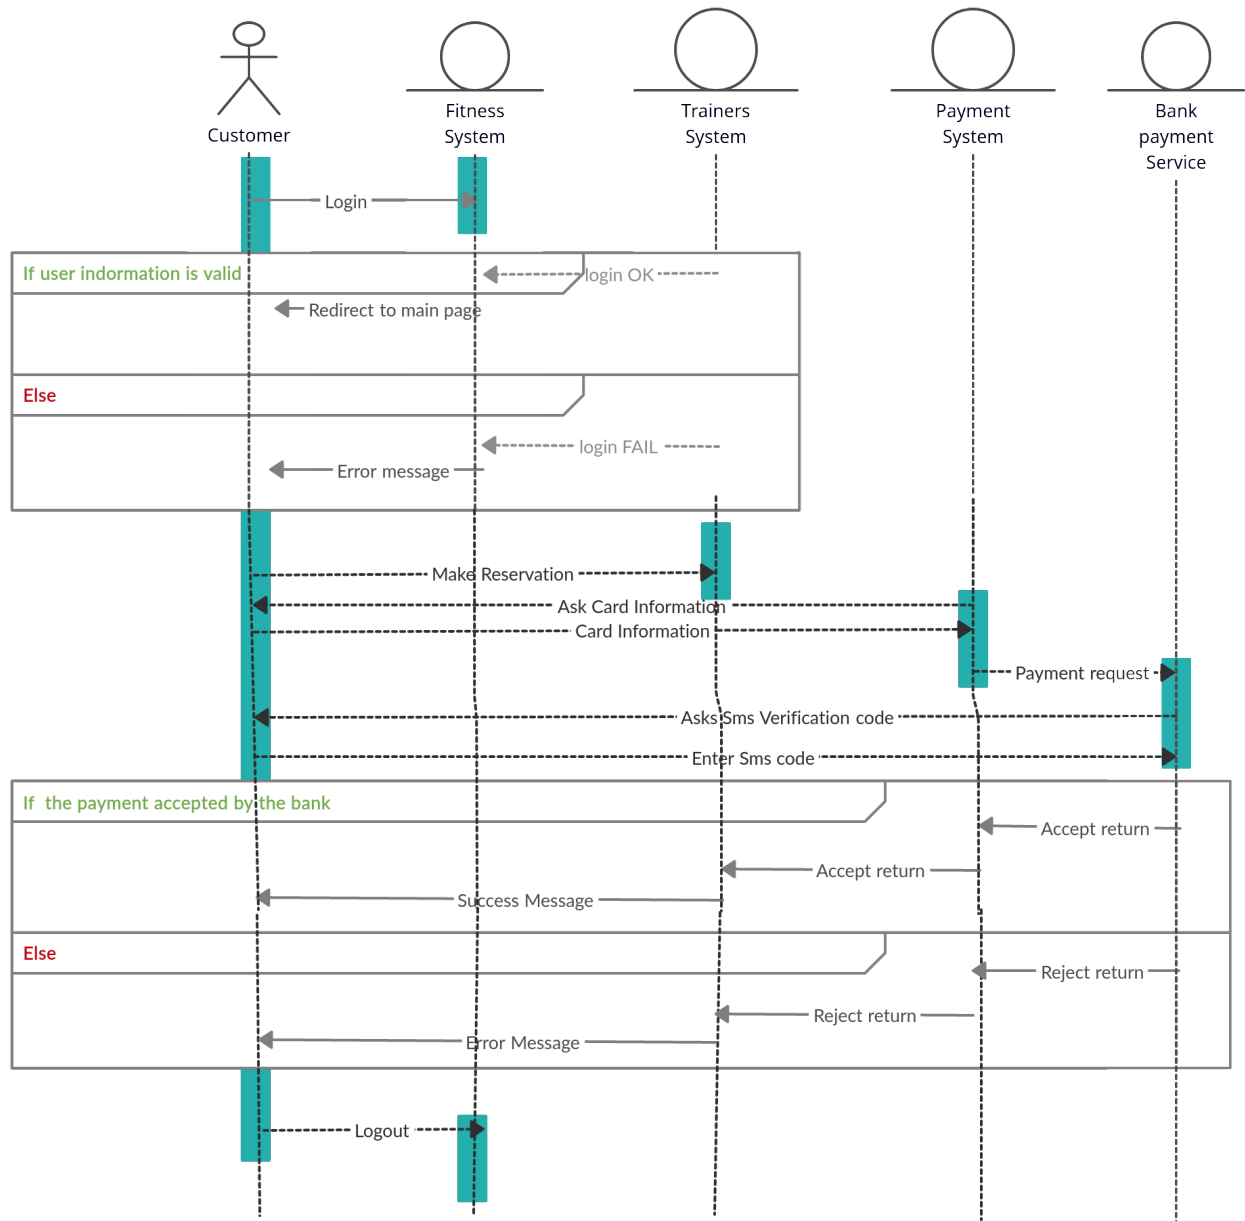 Customer
Fitness
System
Trainers
System
Payment
System
Bank
payment
Service
Login
If user indormation is valid
login OK
Redirect to main page
Else
login FAIL
Error message
Make Reservation
Ask Card Information
Card Information
Payment request
Asks Sms Verification code
Enter Sms code
If the payment accepted by the bank
Accept return
Accept return
Success Message
Else
Reject return
Reject return
Error Message
Logout